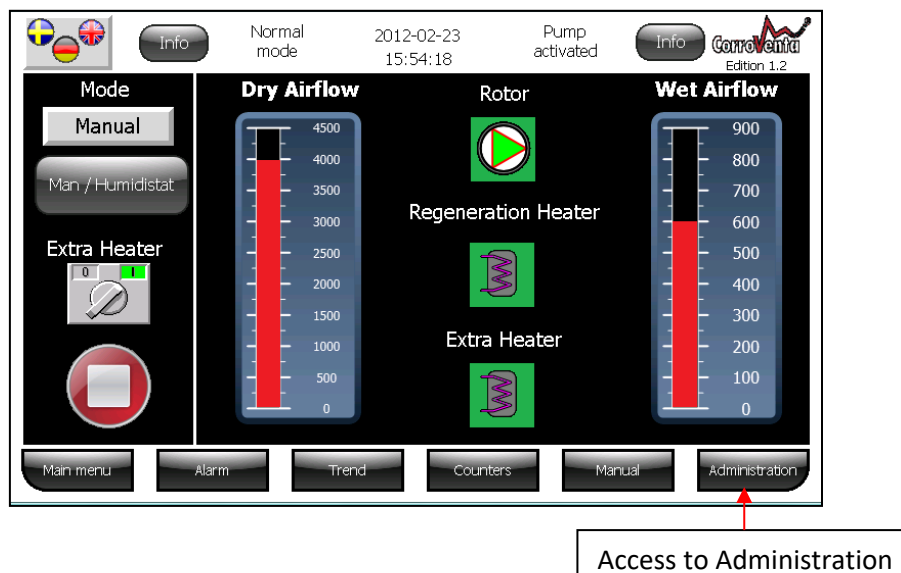 Info
Normal
mode
2012-02-23
15:54:18
Pump
activated
Info
CorroVenta
Edition 1.2
Mode
Manual
Man / Humidistat
Extra Heater
0 I
Dry Airflow
4500
4000
3500
3000
2500
2000
1500
1000
500
0
Rotor
Regeneration Heater
Extra Heater
Wet Airflow
900
800
700
600
500
400
300
200
100
0
Main menu
Alarm
Trend
Counters
Manual
Administration
Access to Administration